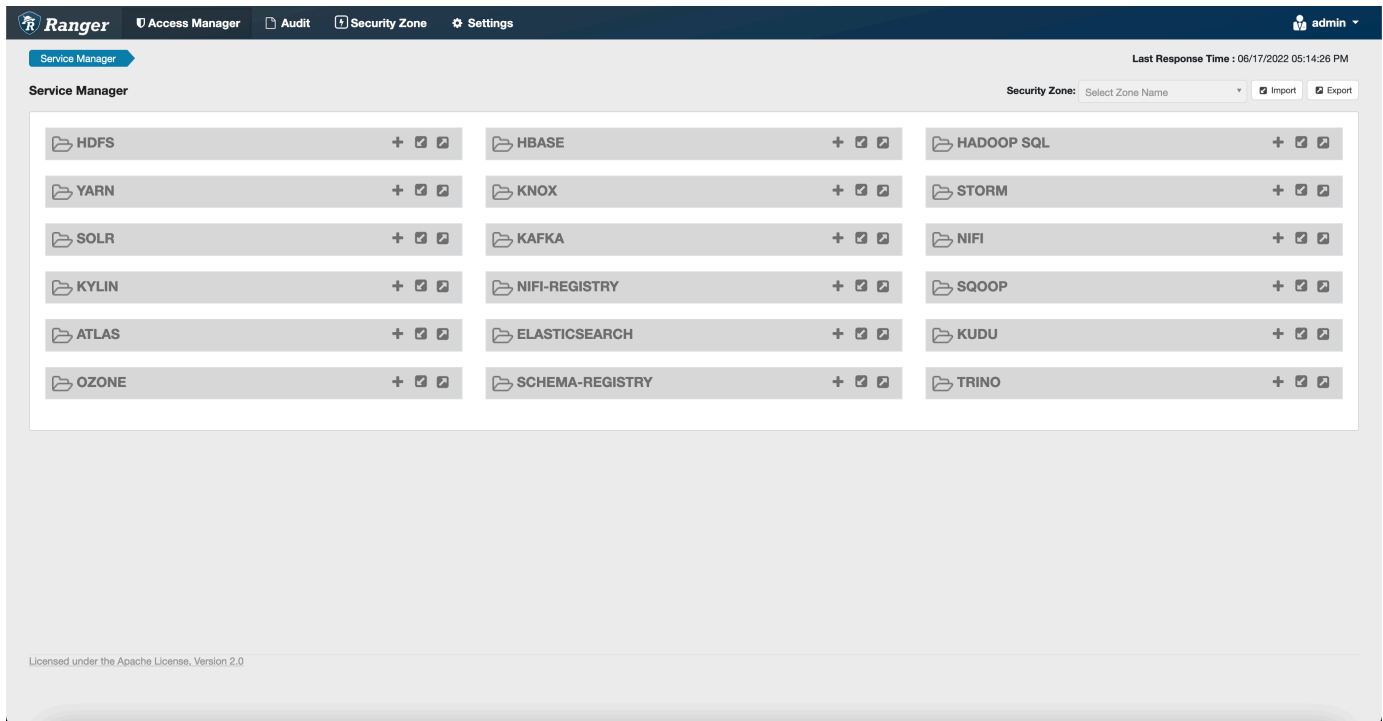 Ranger Access Manager Audit Security Zone Settings admin
Service Manager Last Response Time : 06/17/2022 05:14:26 PM
Service Manager Security Zone: Select Zone Name Import Export
HDFS HBASE HADOOP SQL
YARN KNOX STORM
SOLR KAFKA NIFI
KYLIN NIFI-REGISTRY SQOOP
ATLAS ELASTICSEARCH KUDU
OZONE SCHEMA-REGISTRY TRINO
Licensed under the Apache License, Version 2.0